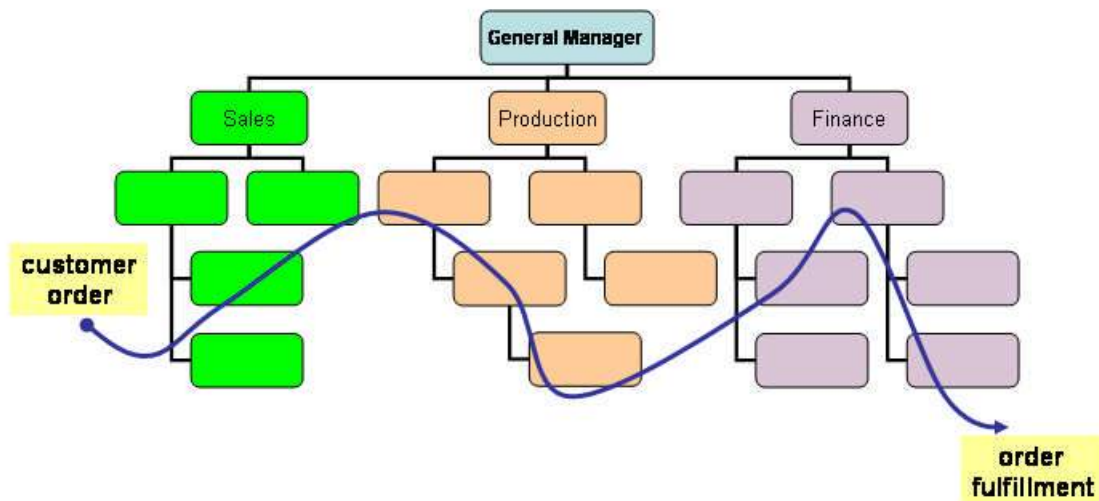 General Manager
Sales
Production
Finance
customer
order
order
fulfillment